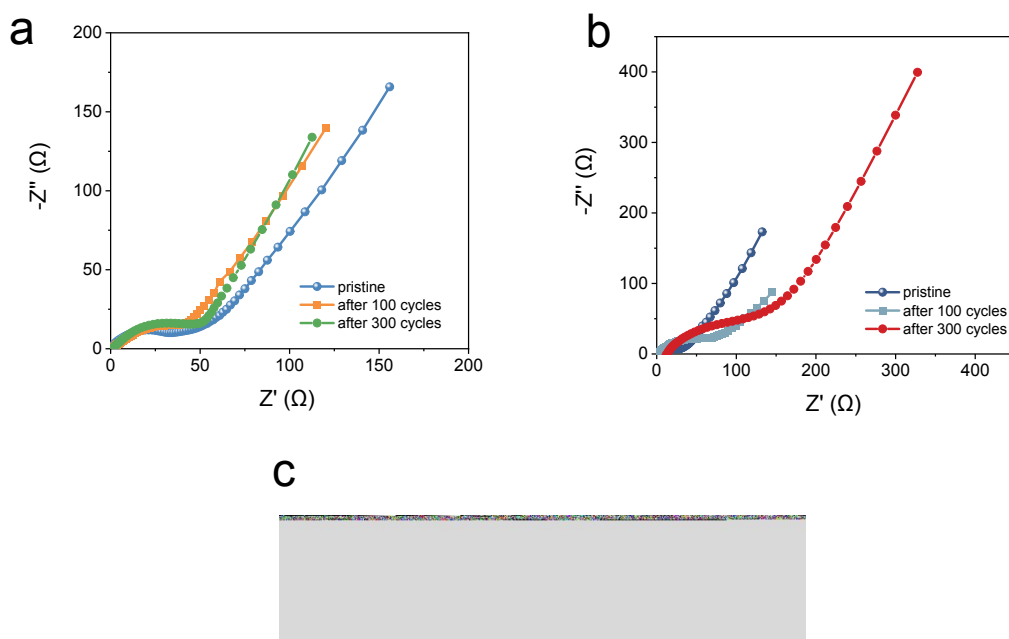 a
200
150
100
50
0
-Z'' (Ω)
pristine
after 100 cycles
after 300 cycles
0 50 100 150 200
Z' (Ω)
b
400
300
200
100
0
-Z'' (Ω)
pristine
after 100 cycles
after 300 cycles
0 100 200 300 400
Z' (Ω)
c